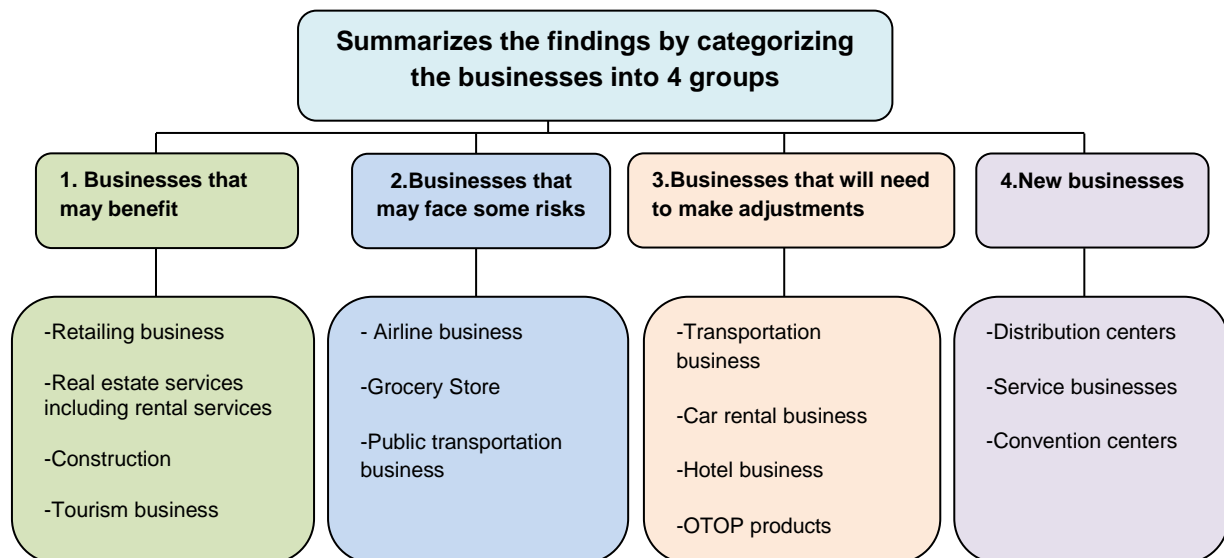 Summarizes the findings by categorizing
the businesses into 4 groups
1. Businesses that
may benefit
2.Businesses that
may face some risks
3.Businesses that will need
to make adjustments
4.New businesses
-Retailing business
-Real estate services
including rental services
-Construction
-Tourism business
- Airline business
-Grocery Store
-Public transportation
business
-Transportation
business
-Car rental business
-Hotel business
-OTOP products
-Distribution centers
-Service businesses
-Convention centers